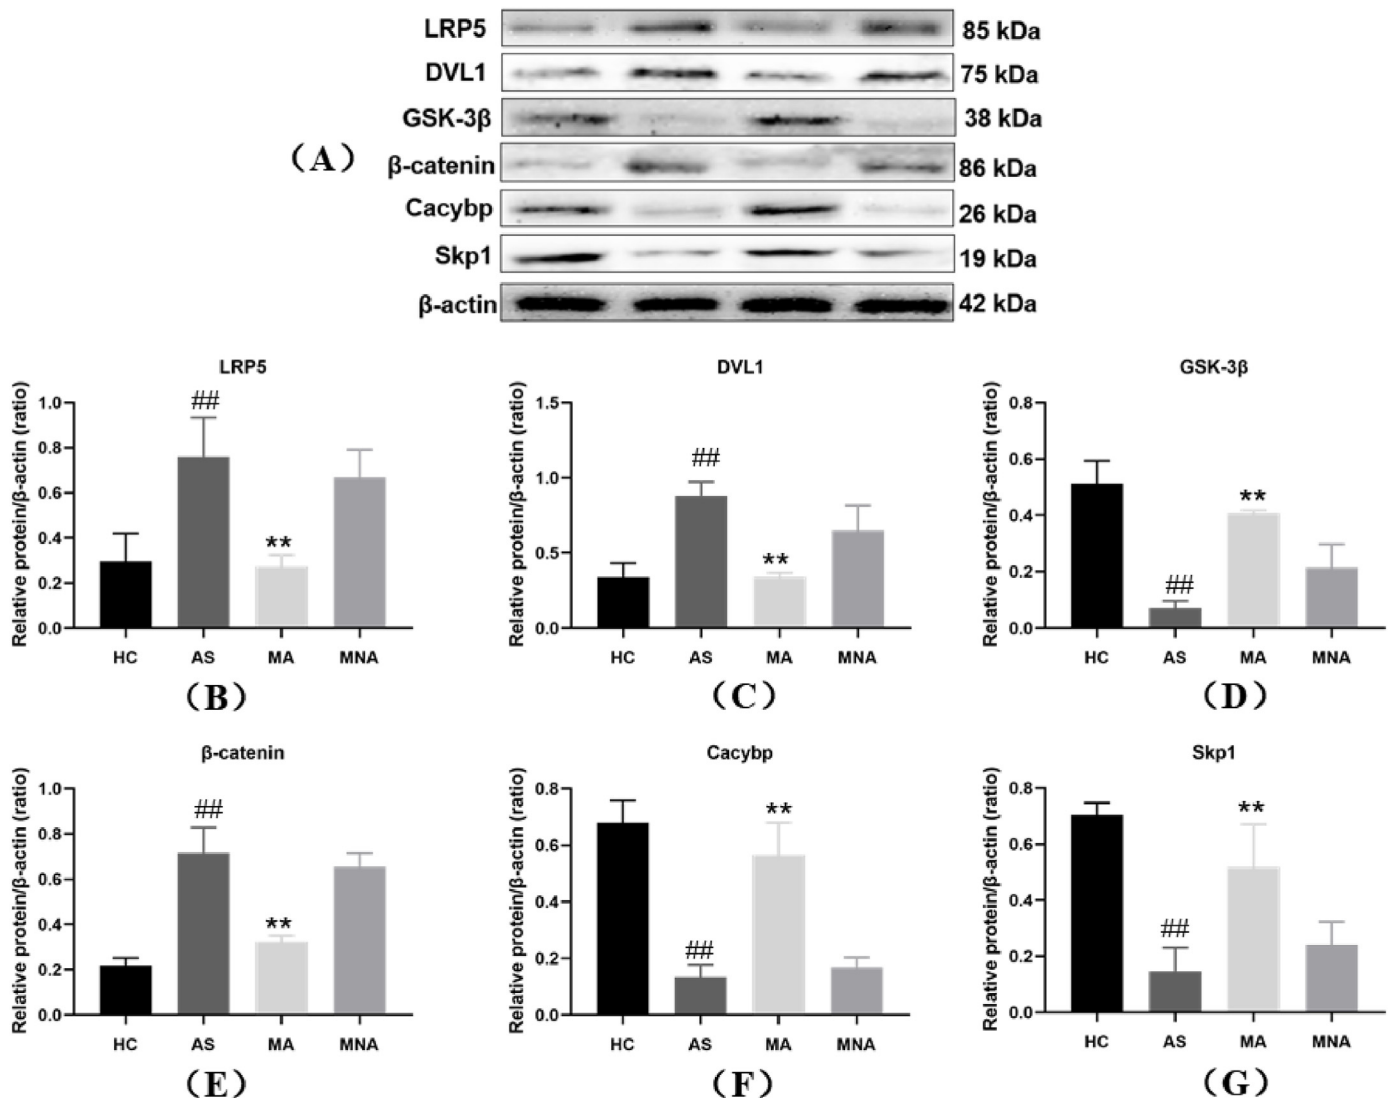 LRP5 85 kDa
DVL1 75 kDa
GSK-3β 38 kDa
(A) β-catenin 86 kDa
Cacybp 26 kDa
Skp1 19 kDa
β-actin 42 kDa
LRP5
Relative protein/β-actin (ratio)
1.0
0.8
0.6
0.4
0.2
0.0
##
**
HC AS MA MNA
(B)
DVL1
Relative protein/β-actin (ratio)
1.5
1.0
0.5
0.0
##
**
HC AS MA MNA
(C)
GSK-3β
Relative protein/β-actin (ratio)
0.8
0.6
0.4
0.2
0.0
##
**
HC AS MA MNA
(D)
β-catenin
Relative protein/β-actin (ratio)
1.0
0.8
0.6
0.4
0.2
0.0
##
**
HC AS MA MNA
(E)
Cacybp
Relative protein/β-actin (ratio)
0.8
0.6
0.4
0.2
0.0
##
**
HC AS MA MNA
(F)
Skp1
Relative protein/β-actin (ratio)
0.8
0.6
0.4
0.2
0.0
##
**
HC AS MA MNA
(G)